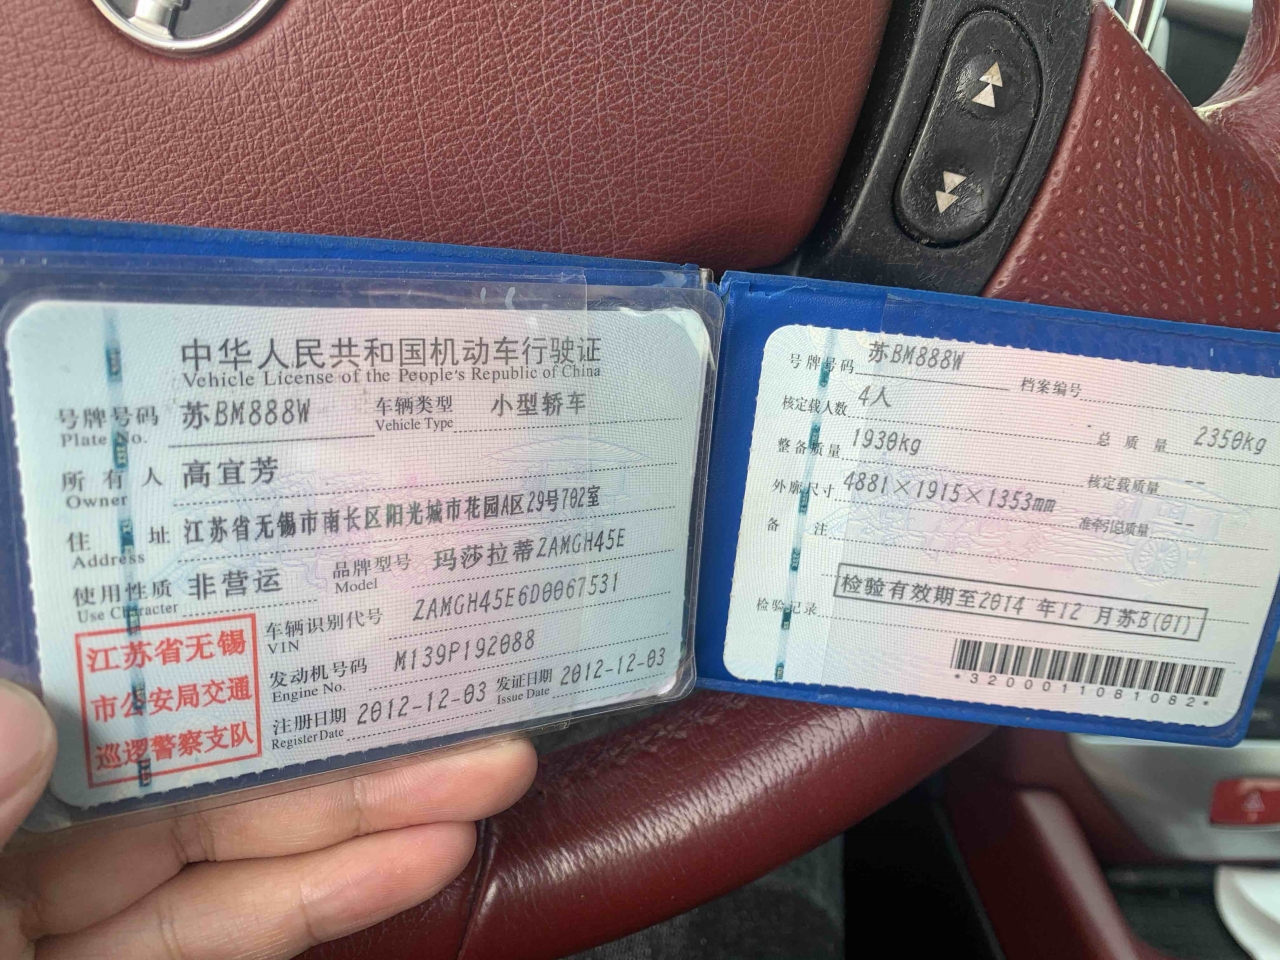 中华人民共和国机动车行驶证
Vehicle License of the People's Republic of China
号牌号码 苏BM888W 车辆类型 小型轿车
Plate No. Vehicle Type
所有人 高宜芳
Owner
住址 江苏省无锡市南长区阳光城市花园A区29号702室
Address
使用性质 非营运 品牌型号 玛莎拉蒂ZAMGH45E
Use Character Model
车辆识别代号 ZAMGH45E6D0067531
VIN
发动机号码 M139P192088
Engine No.
注册日期 2012-12-03 发证日期 2012-12-03
Register Date Issue Date
江苏省无锡
市公安局交通
巡逻警察支队
号牌号码 苏BM888W 档案编号
核定载人数 4人 总质量 2350kg
整备质量 1930kg 核定载质量 --
外廓尺寸 4881×1915×1353mm 准牵引总质量 --
备注
检验记录 检验有效期至2014年12月苏B(01)
*3200011081082*